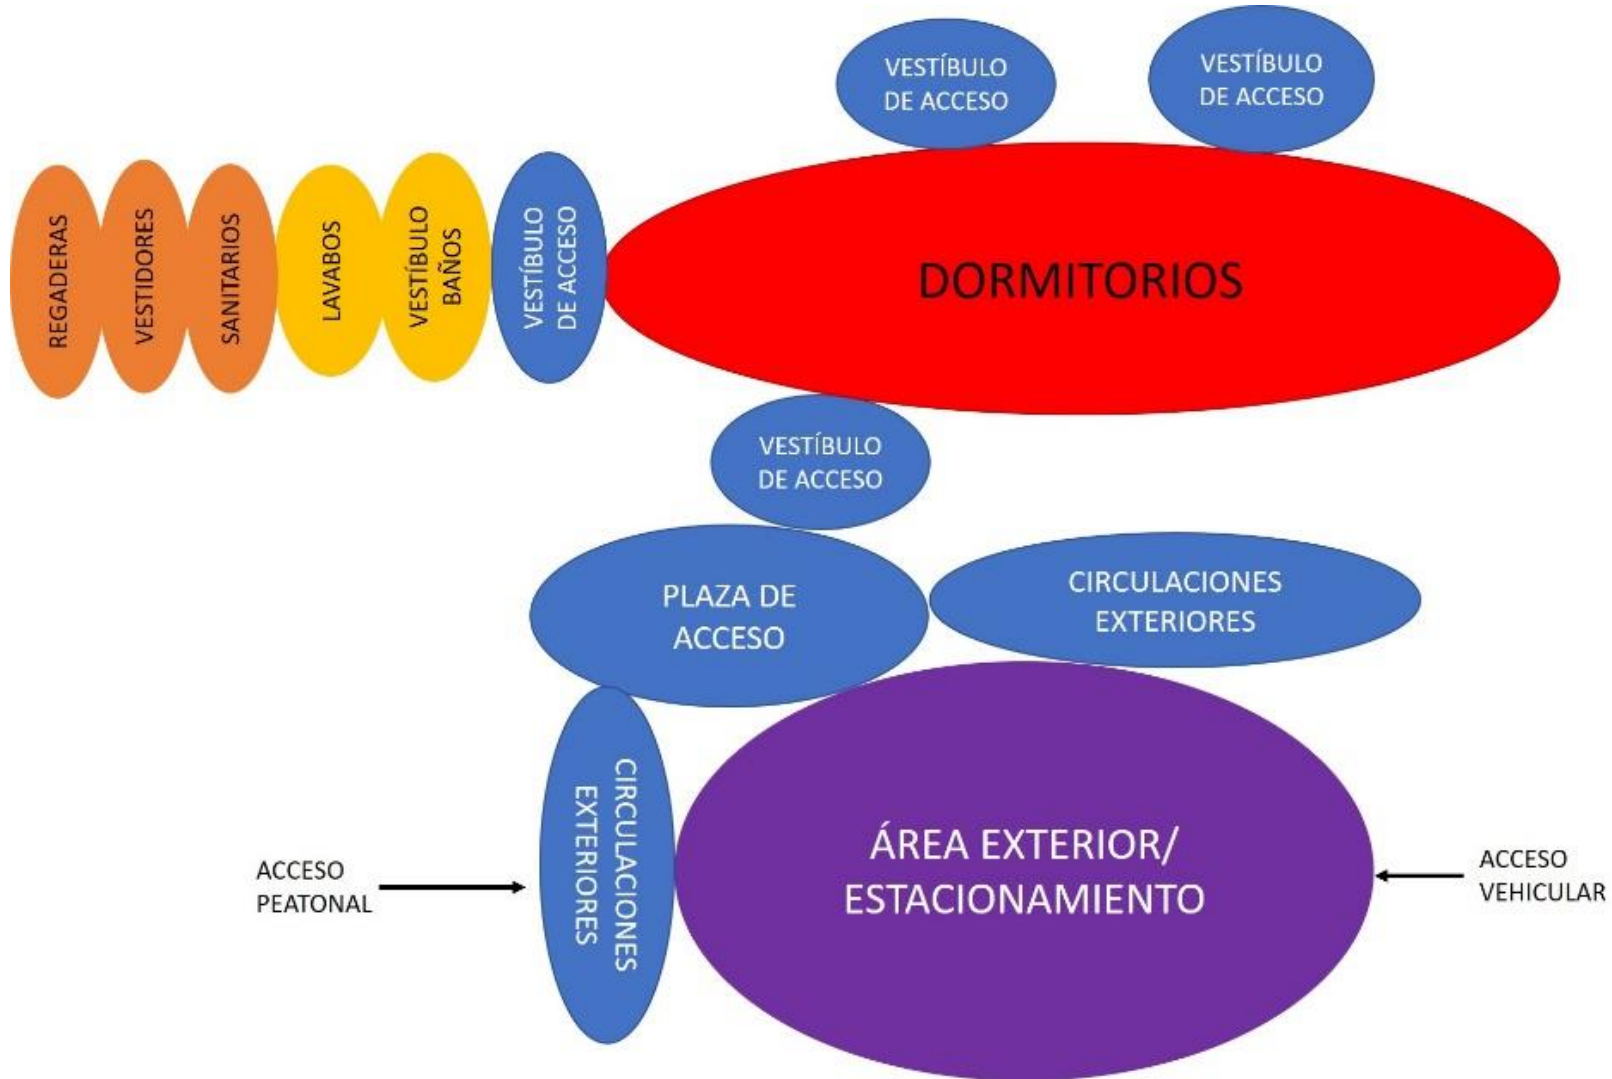 VESTÍBULO
DE ACCESO
VESTÍBULO
DE ACCESO
REGADERAS
VESTIDORES
SANITARIOS
LAVABOS
VESTÍBULO
BAÑOS
VESTÍBULO
DE ACCESO
DORMITORIOS
VESTÍBULO
DE ACCESO
PLAZA DE
ACCESO
CIRCULACIONES
EXTERIORES
CIRCULACIONES
EXTERIORES
ÁREA EXTERIOR/
ESTACIONAMIENTO
ACCESO
PEATONAL
ACCESO
VEHICULAR